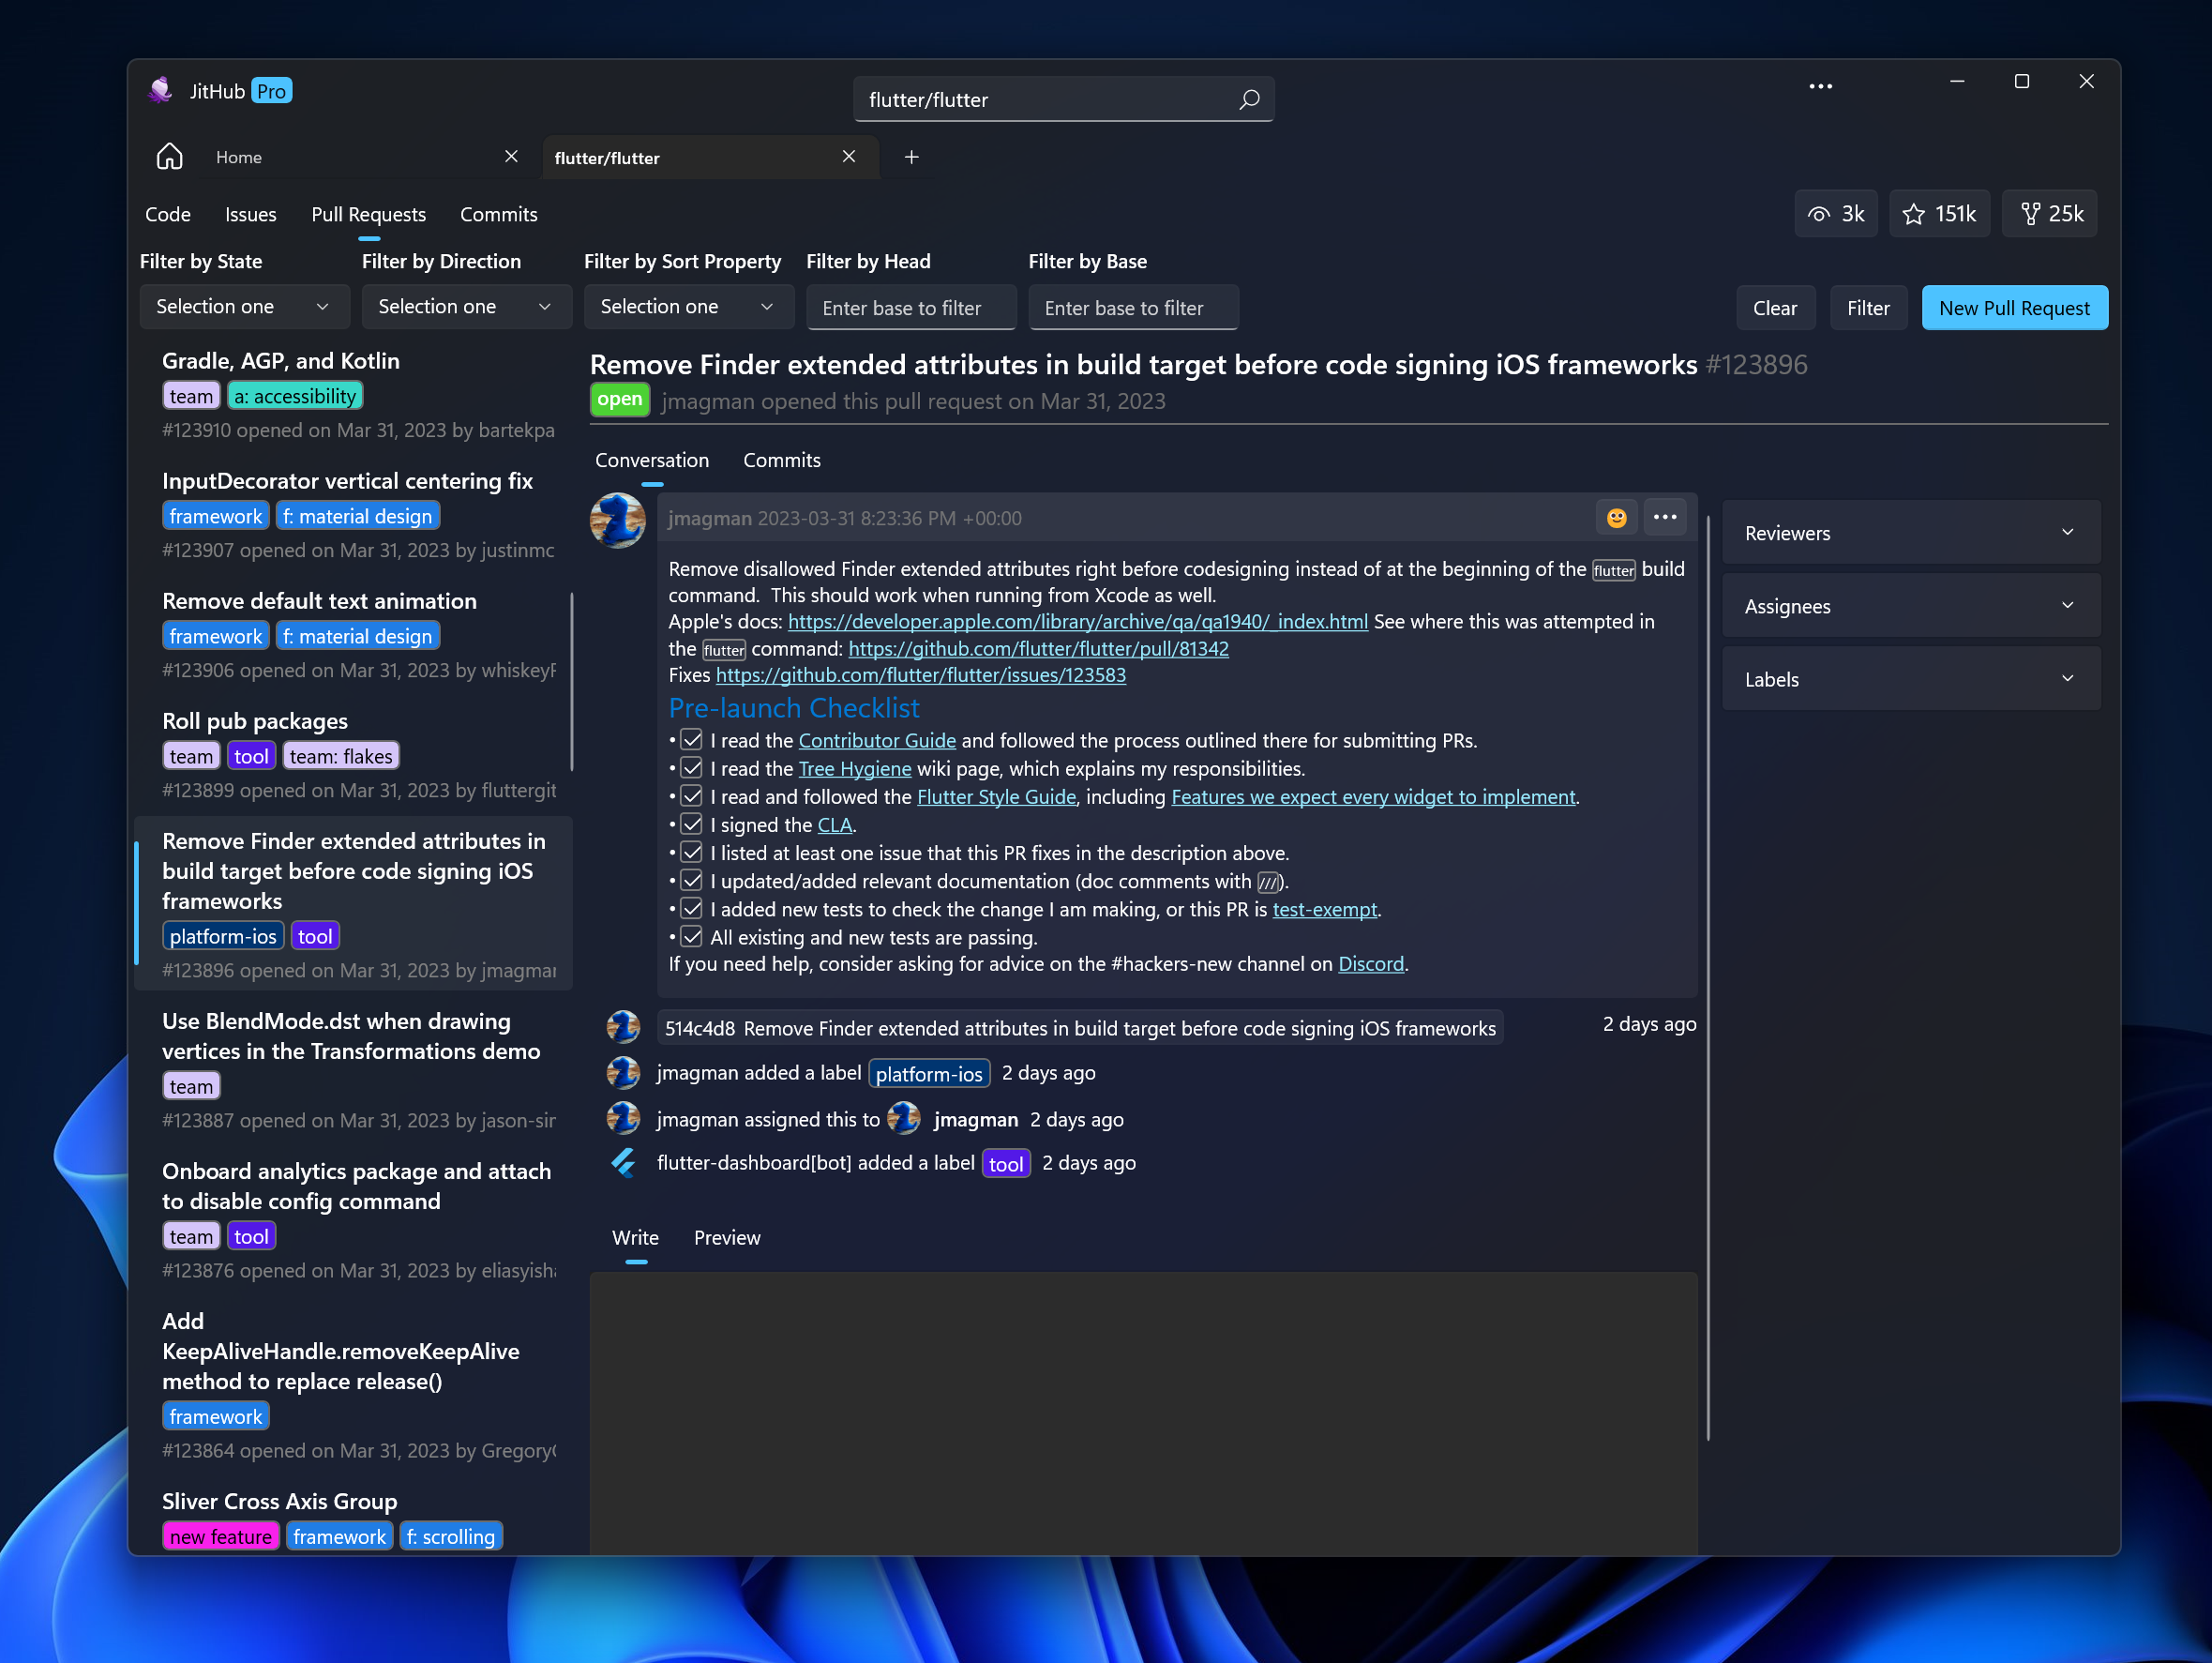 JitHub Pro
flutter/flutter
Home
flutter/flutter
Code Issues Pull Requests Commits
3k 151k 25k
Filter by State Filter by Direction Filter by Sort Property Filter by Head Filter by Base
Selection one Selection one Selection one Enter base to filter Enter base to filter
Clear Filter New Pull Request
Gradle, AGP, and Kotlin
team a: accessibility
#123910 opened on Mar 31, 2023 by bartekpa
InputDecorator vertical centering fix
framework f: material design
#123907 opened on Mar 31, 2023 by justinmc
Remove default text animation
framework f: material design
#123906 opened on Mar 31, 2023 by
Roll pub packages
team tool team: flakes
#123899 opened on Mar 31, 2023 by fluttergit
Remove Finder extended attributes in
build target before code signing iOS
frameworks
platform-ios tool
#123896 opened on Mar 31, 2023 by jmagman
Use BlendMode.dst when drawing
vertices in the Transformations demo
team
#123887 opened on Mar 31, 2023 by jason-sim
Onboard analytics package and attach
to disable config command
team tool
#123876 opened on Mar 31, 2023 by eliasyisha
Add
KeepAliveHandle.removeKeepAlive
method to replace release()
framework
#123864 opened on Mar 31, 2023 by
Sliver Cross Axis Group
new feature framework f: scrolling
Remove Finder extended attributes in build target before code signing iOS frameworks #123896
open jmagman opened this pull request on Mar 31, 2023
Conversation Commits
jmagman 2023-03-31 8:23:36 PM +00:00
Remove disallowed Finder extended attributes right before codesigning instead of at the beginning of the flutter build
command. This should work when running from Xcode as well.
Apple's docs: https://developer.apple.com/library/archive/qa/qa1940/_index.html See where this was attempted in
the flutter command: https://github.com/flutter/flutter/pull/81342
Fixes https://github.com/flutter/flutter/issues/123583
Pre-launch Checklist
• I read the Contributor Guide and followed the process outlined there for submitting PRs.
• I read the Tree Hygiene wiki page, which explains my responsibilities.
• I read and followed the Flutter Style Guide, including Features we expect every widget to implement.
• I signed the CLA.
• I listed at least one issue that this PR fixes in the description above.
• I updated/added relevant documentation (doc comments with ///).
• I added new tests to check the change I am making, or this PR is test-exempt.
• All existing and new tests are passing.
If you need help, consider asking for advice on the #hackers-new channel on Discord.
514c4d8 Remove Finder extended attributes in build target before code signing iOS frameworks 2 days ago
jmagman added a label platform-ios 2 days ago
jmagman assigned this to jmagman 2 days ago
flutter-dashboard[bot] added a label tool 2 days ago
Write Preview
Reviewers
Assignees
Labels